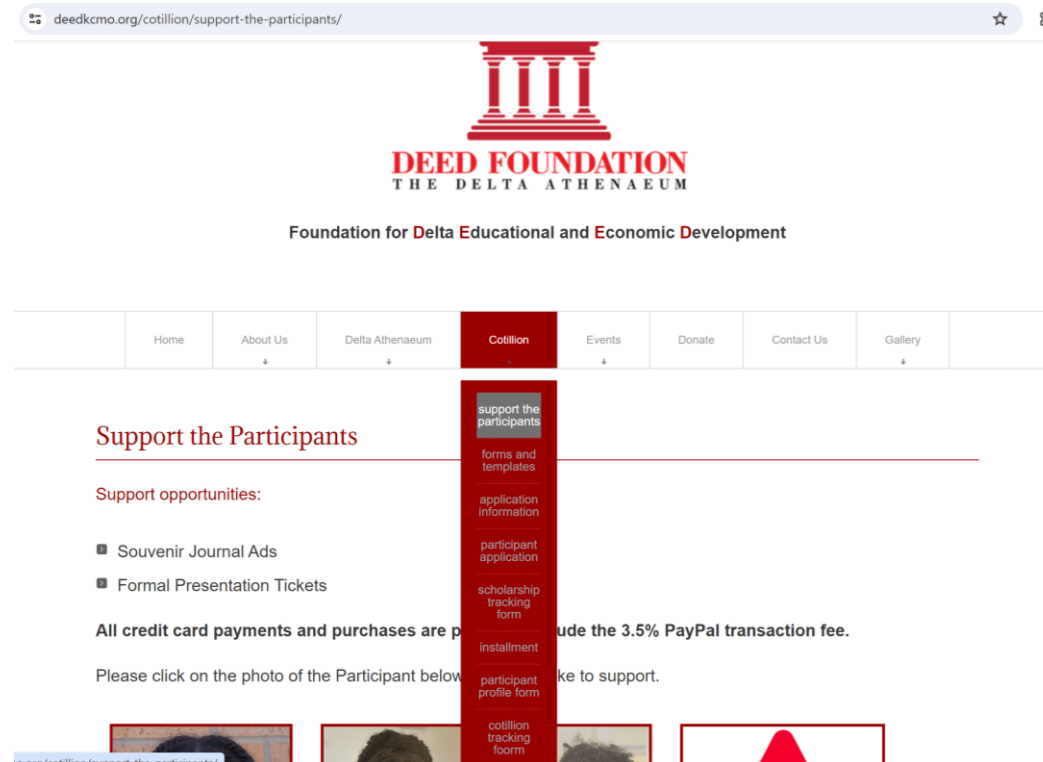 deedkcmo.org/cotillion/support-the-participants/
DEED FOUNDATION
THE DELTA ATHENAEUM
Foundation for Delta Educational and Economic Development
Home About Us Delta Athenaeum Cotillion Events Donate Contact Us Gallery
support the
participants
forms and
templates
application
information
participant
application
scholarship
tracking
form
installment
participant
profile form
cotillion
tracking
foorm
Support the Participants
Support opportunities:
Souvenir Journal Ads
Formal Presentation Tickets
All credit card payments and purchases are ude the 3.5% PayPal transaction fee.
Please click on the photo of the Participant below ke to support.